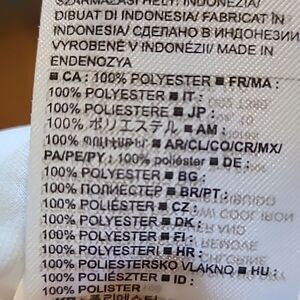 SZÁRMAZÁSI HELY: INDONÉZIA/
DIBUAT DI INDONESIA/ FABRICAT ÎN
INDONEZIA/ СДЕЛАНО В ИНДОНЕЗИИ/
VYROBENÉ V INDONÉZII/ MADE IN
ENDENOZYA
■ CA : 100% POLYESTER ■ FR/MA :
100% POLYESTER ■ IT :
100% POLIESTERE ■ JP :
100% ポリエステル ■ AM :
100% ■ AR/CL/CO/CR/MX/
PA/PE/PY : 100% poliéster ■ DE :
100% POLYESTER ■ BG :
100% ПОЛИЕСТЕР ■ BR/PT :
100% POLIÉSTER ■ CZ :
100% POLYESTER ■ DK :
100% POLYESTER ■ FI :
100% POLYESTERI ■ HR :
100% POLIESTERSKO VLAKNO ■ HU :
100% POLIÉSZTER ■ ID :
100% POLISTER